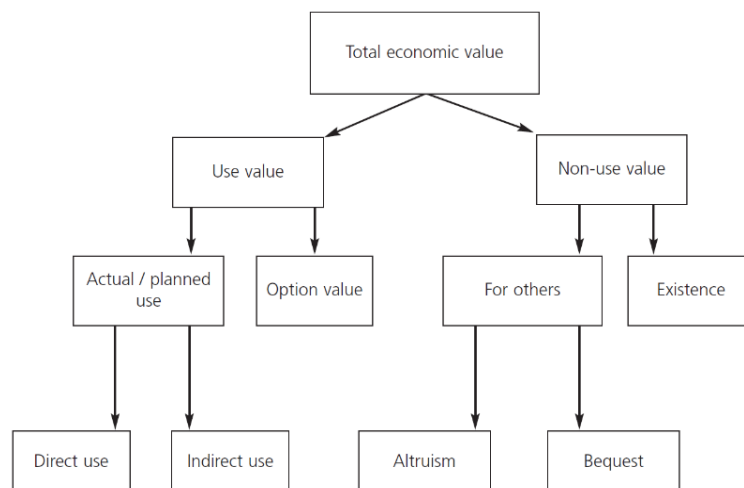 Total economic value
Use value
Non-use value
Actual / planned
use
Option value
For others
Existence
Direct use
Indirect use
Altruism
Bequest